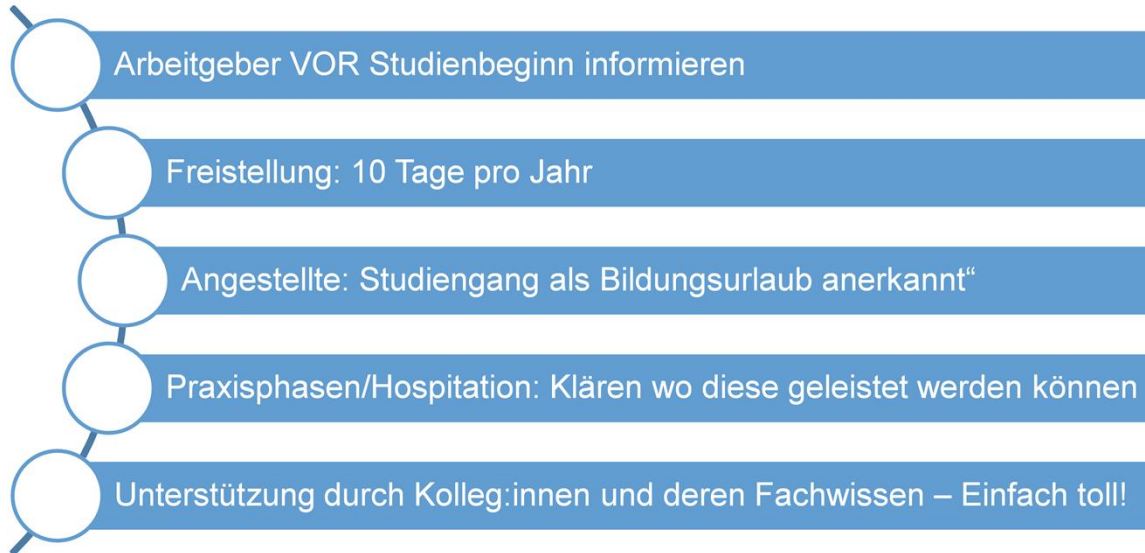 Arbeitgeber VOR Studienbeginn informieren
Freistellung: 10 Tage pro Jahr
Angestellte: Studiengang als Bildungsurlaub anerkannt“
Praxisphasen/Hospitation: Klären wo diese geleistet werden können
Unterstützung durch Kolleg:innen und deren Fachwissen – Einfach toll!